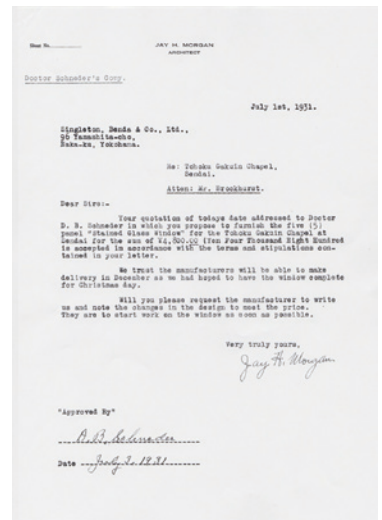 JAY H. MORGAN
ARCHITECT
Doctor Schneder's Copy.
July 1st, 1931.
Singleton, Benda & Co., Ltd.,
96 Yamashita-cho,
Naka-ku, Yokohama.
Re: Tohoku Gakuin Chapel,
Sendai.
Atten: Mr. Brockhurst.
Dear Sirs:-
Your quotation of todays date addressed to Doctor
D. B. Schneder in which you propose to furnish the five (5)
panel "Stained Glass Window" for the Tohoku Gakuin Chapel at
Sendai for the sum of ¥4,800.00 (Yen Four Thousand Eight Hundred
is accepted in accordance with the terms and stipulations con-
tained in your letter.
We trust the manufacturers will be able to make
delivery in December as we had hoped to have the window complete
for Christmas day.
Will you please request the manufacturer to write
us and note the changes in the design to meet the price.
They are to start work on the window as soon as possible.
Very truly yours,
Jay H. Morgan
"Approved By"
D. B. Schneder
Date July 2. 1931